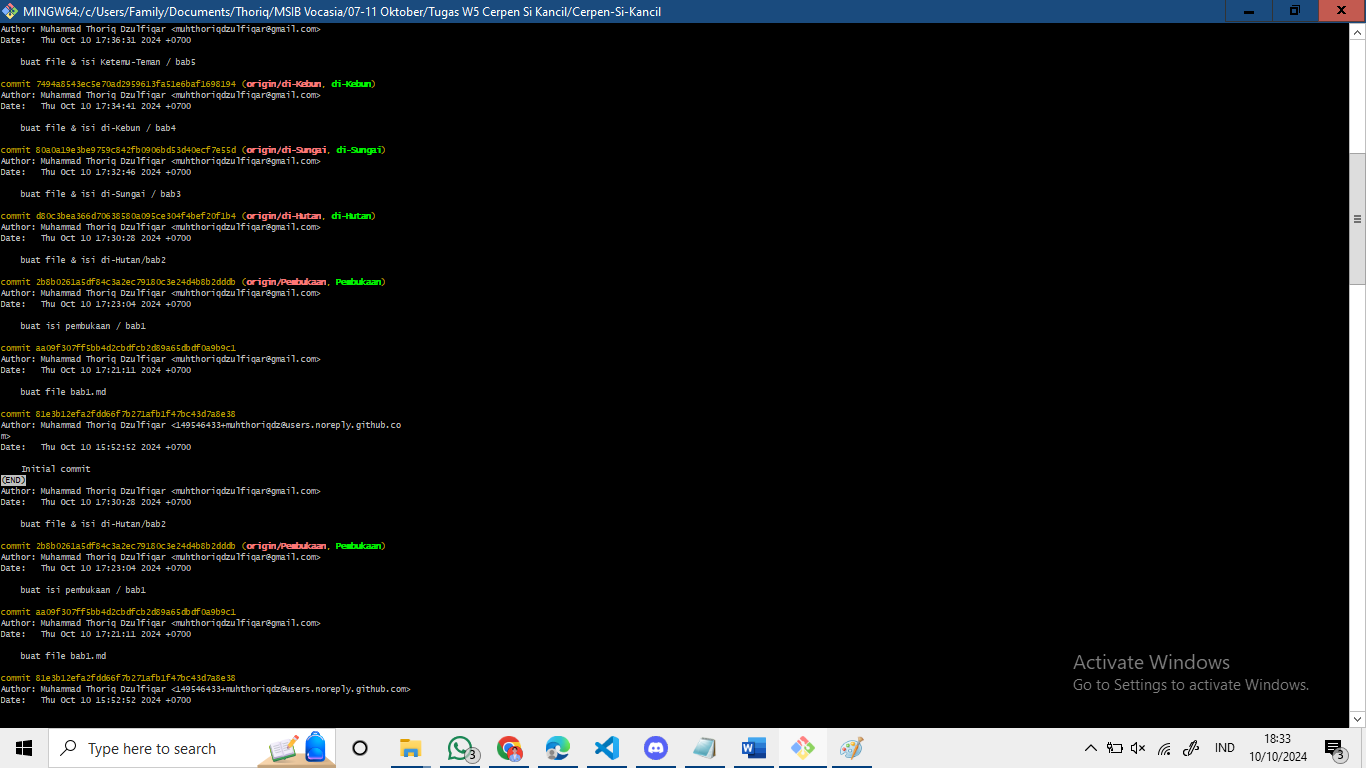 MINGW64:/c/Users/Family/Documents/Thoriq/MSIB Vocasia/07-11 Oktober/Tugas W5 Cerpen Si Kancil/Cerpen-Si-Kancil
Author: Muhammad Thoriq Dzulfiqar <muhthoriqdzulfiqar@gmail.com>
Date:   Thu Oct 10 17:36:31 2024 +0700
buat file & isi Ketemu-Teman / bab5
commit 7494a8543ec5e70ad2959613fa51e6baf1698194 (origin/di-Kebun, di-Kebun)
Author: Muhammad Thoriq Dzulfiqar <muhthoriqdzulfiqar@gmail.com>
Date:   Thu Oct 10 17:34:41 2024 +0700
buat file & isi di-Kebun / bab4
commit 80a0a19e3be9759c842fb0906bd53d40ecf7e55d (origin/di-Sungai, di-Sungai)
Author: Muhammad Thoriq Dzulfiqar <muhthoriqdzulfiqar@gmail.com>
Date:   Thu Oct 10 17:32:46 2024 +0700
buat file & isi di-Sungai / bab3
commit d80c3bea366d70638580a095ce304f4bef20f1b4 (origin/di-Hutan, di-Hutan)
Author: Muhammad Thoriq Dzulfiqar <muhthoriqdzulfiqar@gmail.com>
Date:   Thu Oct 10 17:30:28 2024 +0700
buat file & isi di-Hutan/bab2
commit 2b8b0261a5df84c3a2ec79180c3e24d4b8b2dddb (origin/Pembukaan, Pembukaan)
Author: Muhammad Thoriq Dzulfiqar <muhthoriqdzulfiqar@gmail.com>
Date:   Thu Oct 10 17:23:04 2024 +0700
buat isi pembukaan / bab1
commit aa09f307ff5bb4d2cbdfcb2d89a65dbdf0a9b9c1
Author: Muhammad Thoriq Dzulfiqar <muhthoriqdzulfiqar@gmail.com>
Date:   Thu Oct 10 17:21:11 2024 +0700
buat file bab1.md
commit 81e3b12efa2fdd66f7b271afb1f47bc43d7a8e38
Author: Muhammad Thoriq Dzulfiqar <149546433+muhthoriqdz@users.noreply.github.co
m>
Date:   Thu Oct 10 15:52:52 2024 +0700
Initial commit
(END)
Author: Muhammad Thoriq Dzulfiqar <muhthoriqdzulfiqar@gmail.com>
Date:   Thu Oct 10 17:30:28 2024 +0700
buat file & isi di-Hutan/bab2
commit 2b8b0261a5df84c3a2ec79180c3e24d4b8b2dddb (origin/Pembukaan, Pembukaan)
Author: Muhammad Thoriq Dzulfiqar <muhthoriqdzulfiqar@gmail.com>
Date:   Thu Oct 10 17:23:04 2024 +0700
buat isi pembukaan / bab1
commit aa09f307ff5bb4d2cbdfcb2d89a65dbdf0a9b9c1
Author: Muhammad Thoriq Dzulfiqar <muhthoriqdzulfiqar@gmail.com>
Date:   Thu Oct 10 17:21:11 2024 +0700
buat file bab1.md
commit 81e3b12efa2fdd66f7b271afb1f47bc43d7a8e38
Author: Muhammad Thoriq Dzulfiqar <149546433+muhthoriqdz@users.noreply.github.com>
Date:   Thu Oct 10 15:52:52 2024 +0700
Activate Windows
Go to Settings to activate Windows.
Type here to search
3
IND
18:33
10/10/2024
3